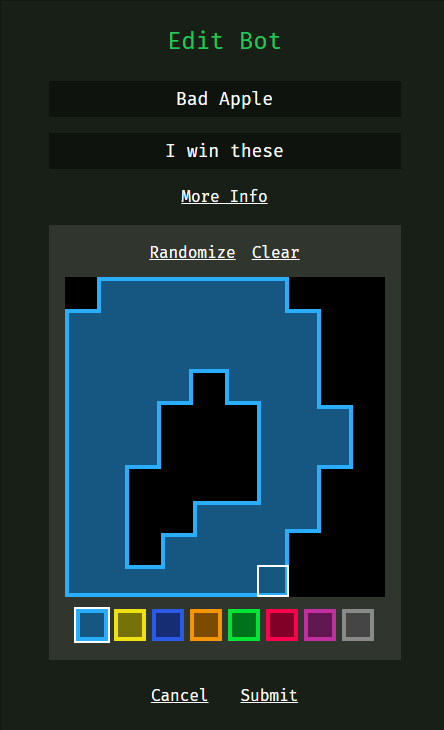 Edit Bot
Bad Apple
I win these
More Info
Randomize Clear
Cancel Submit